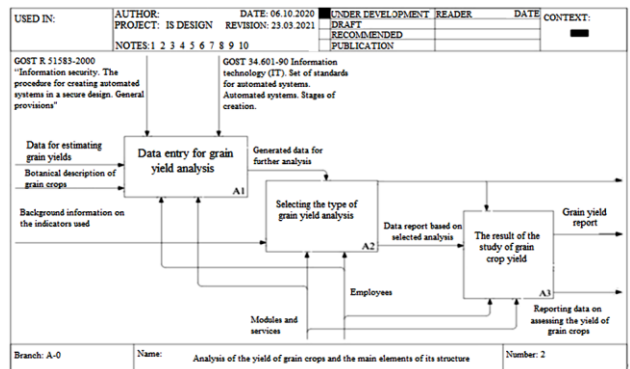 USED IN:
AUTHOR: DATE: 06.10.2020
PROJECT: IS DESIGN REVISION: 23.03.2021
NOTES:1 2 3 4 5 6 7 8 9 10
UNDER DEVELOPMENT READER DATE
DRAFT
RECOMMENDED
PUBLICATION
CONTEXT:
GOST R 51583-2000
"Information security. The
procedure for creating automated
systems in a secure design. General
provisions"
GOST 34.601-90 Information
technology (IT). Set of standards
for automated systems.
Automated systems. Stages of
creation.
Data for estimating
grain yields
Botanical description of
grain crops
Background information on
the indicators used
Data entry for grain
yield analysis
A1
Generated data for
further analysis
Selecting the type of
grain yield analysis
A2
Data report based on
selected analysis
The result of the
study of grain
crop yield
A3
Grain yield
report
Reporting data on
assessing the yield of
grain crops
Employees
Modules and
services
Branch: A-0
Name: Analysis of the yield of grain crops and the main elements of its structure
Number: 2